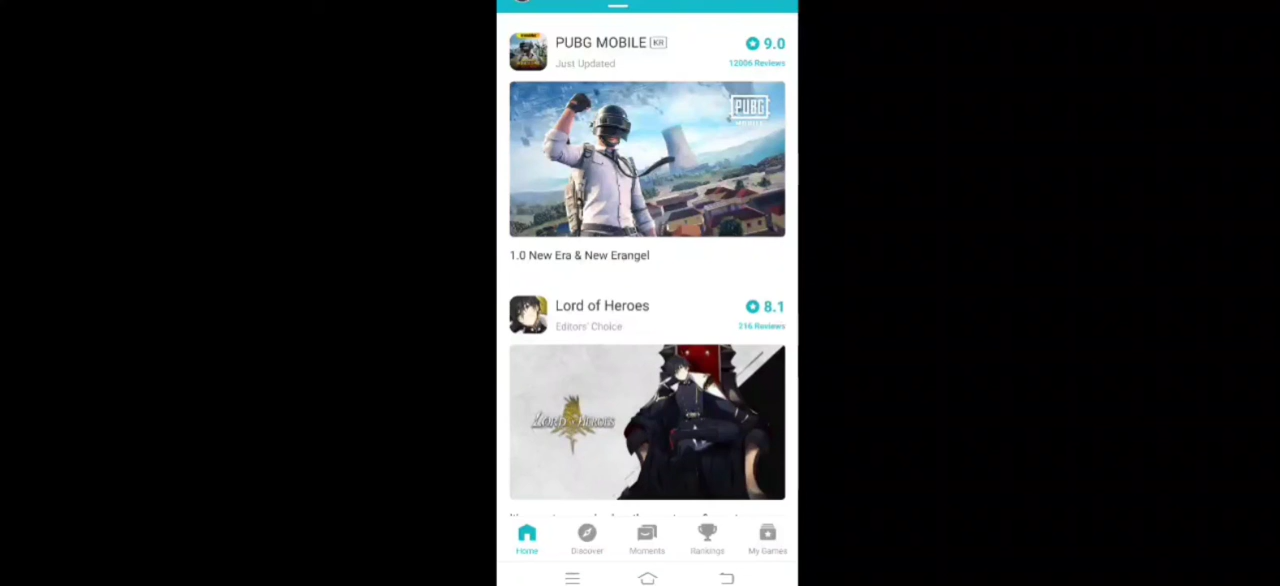 PUBG MOBILE KR
9.0
Just Updated
12006 Reviews
PUBG
MOBILE
1.0 New Era & New Erangel
Lord of Heroes
8.1
Editors' Choice
216 Reviews
LORD of HEROES
Home
Discover
Moments
Rankings
My Games